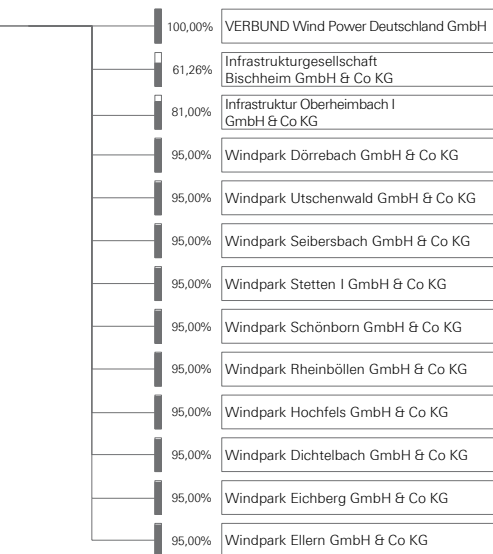 100,00% VERBUND Wind Power Deutschland GmbH
61,26% Infrastrukturgesellschaft
Bischheim GmbH & Co KG
81,00% Infrastruktur Oberheimbach I
GmbH & Co KG
95,00% Windpark Dörrebach GmbH & Co KG
95,00% Windpark Utschenwald GmbH & Co KG
95,00% Windpark Seibersbach GmbH & Co KG
95,00% Windpark Stetten I GmbH & Co KG
95,00% Windpark Schönborn GmbH & Co KG
95,00% Windpark Rheinböllen GmbH & Co KG
95,00% Windpark Hochfels GmbH & Co KG
95,00% Windpark Dichtelbach GmbH & Co KG
95,00% Windpark Eichberg GmbH & Co KG
95,00% Windpark Ellern GmbH & Co KG